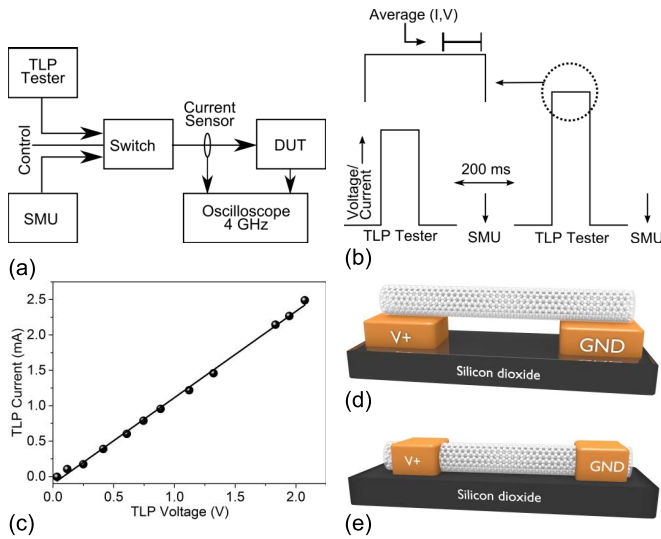 (a)
TLP
Tester
Control
Switch
Current
Sensor
DUT
SMU
Oscilloscope
4 GHz
(b)
Average (I,V)
Voltage/
Current
200 ms
TLP Tester
SMU
TLP Tester
SMU
(c)
TLP Current (mA)
2.5
2.0
1.5
1.0
0.5
0.0
0.0
0.5
1.0
1.5
2.0
TLP Voltage (V)
(d)
V+
GND
Silicon dioxide
(e)
V+
GND
Silicon dioxide